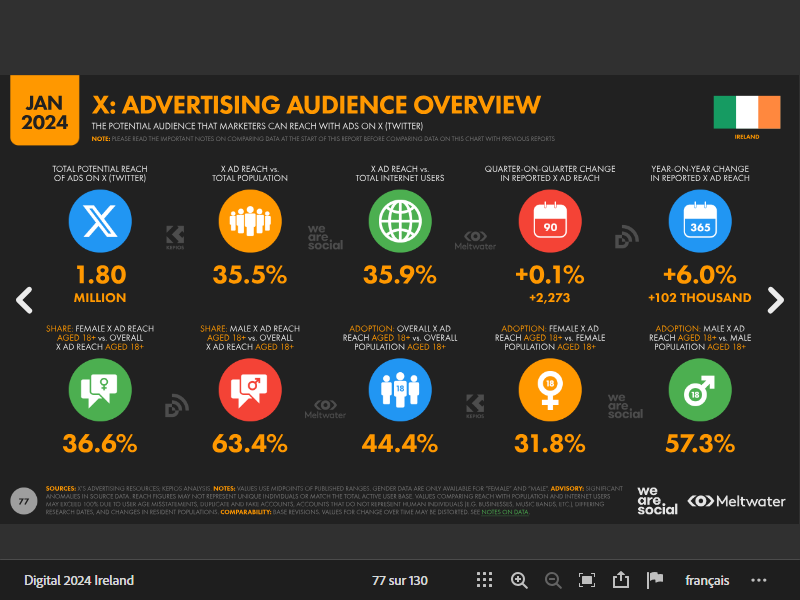 JAN
2024
X: ADVERTISING AUDIENCE OVERVIEW
THE POTENTIAL AUDIENCE THAT MARKETERS CAN REACH WITH ADS ON X (TWITTER)
NOTE: PLEASE READ THE IMPORTANT NOTES ON COMPARING DATA AT THE START OF THIS REPORT BEFORE COMPARING DATA ON THIS CHART WITH PREVIOUS REPORTS
IRELAND
TOTAL POTENTIAL REACH
OF ADS ON X (TWITTER)
1.80
MILLION
X AD REACH vs.
TOTAL POPULATION
35.5%
X AD REACH vs.
TOTAL INTERNET USERS
35.9%
QUARTER-ON-QUARTER CHANGE
IN REPORTED X AD REACH
90
+0.1%
+2,273
YEAR-ON-YEAR CHANGE
IN REPORTED X AD REACH
365
+6.0%
+102 THOUSAND
KEPIOS
we
are.
social
Meltwater
SHARE: FEMALE X AD REACH
AGED 18+ vs. OVERALL
X AD REACH AGED 18+
36.6%
SHARE: MALE X AD REACH
AGED 18+ vs. OVERALL
X AD REACH AGED 18+
63.4%
ADOPTION: OVERALL X AD
REACH AGED 18+ vs. OVERALL
POPULATION AGED 18+
18
44.4%
ADOPTION: FEMALE X AD
REACH AGED 18+ vs. FEMALE
POPULATION AGED 18+
18
31.8%
ADOPTION: MALE X AD
REACH AGED 18+ vs. MALE
POPULATION AGED 18+
18
57.3%
Meltwater
KEPIOS
we
are.
social
77
SOURCES: X'S ADVERTISING RESOURCES; KEPIOS ANALYSIS. NOTES: VALUES USE MIDPOINTS OF PUBLISHED RANGES. GENDER DATA ARE ONLY AVAILABLE FOR "FEMALE" AND "MALE". ADVISORY: SIGNIFICANT
ANOMALIES IN SOURCE DATA. REACH FIGURES MAY NOT REPRESENT UNIQUE INDIVIDUALS OR MATCH THE TOTAL ACTIVE USER BASE. VALUES COMPARING REACH WITH POPULATION AND INTERNET USERS
MAY EXCEED 100% DUE TO USER AGE MISSTATEMENTS, DUPLICATE AND FAKE ACCOUNTS, ACCOUNTS THAT DO NOT REPRESENT HUMAN INDIVIDUALS (E.G. BUSINESSES, MUSIC BANDS, ETC.), DIFFERING
RESEARCH DATES, AND CHANGES IN RESIDENT POPULATIONS. COMPARABILITY: BASE REVISIONS. VALUES FOR CHANGE OVER TIME MAY BE DISTORTED. SEE NOTES ON DATA.
we
are.
social
Meltwater
Digital 2024 Ireland
77 sur 130
français